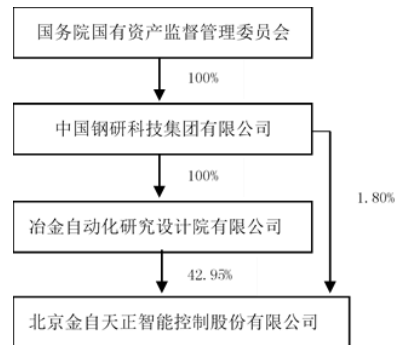 国务院国有资产监督管理委员会
100%
中国钢研科技集团有限公司
100%
1.80%
冶金自动化研究设计院有限公司
42.95%
北京金自天正智能控制股份有限公司